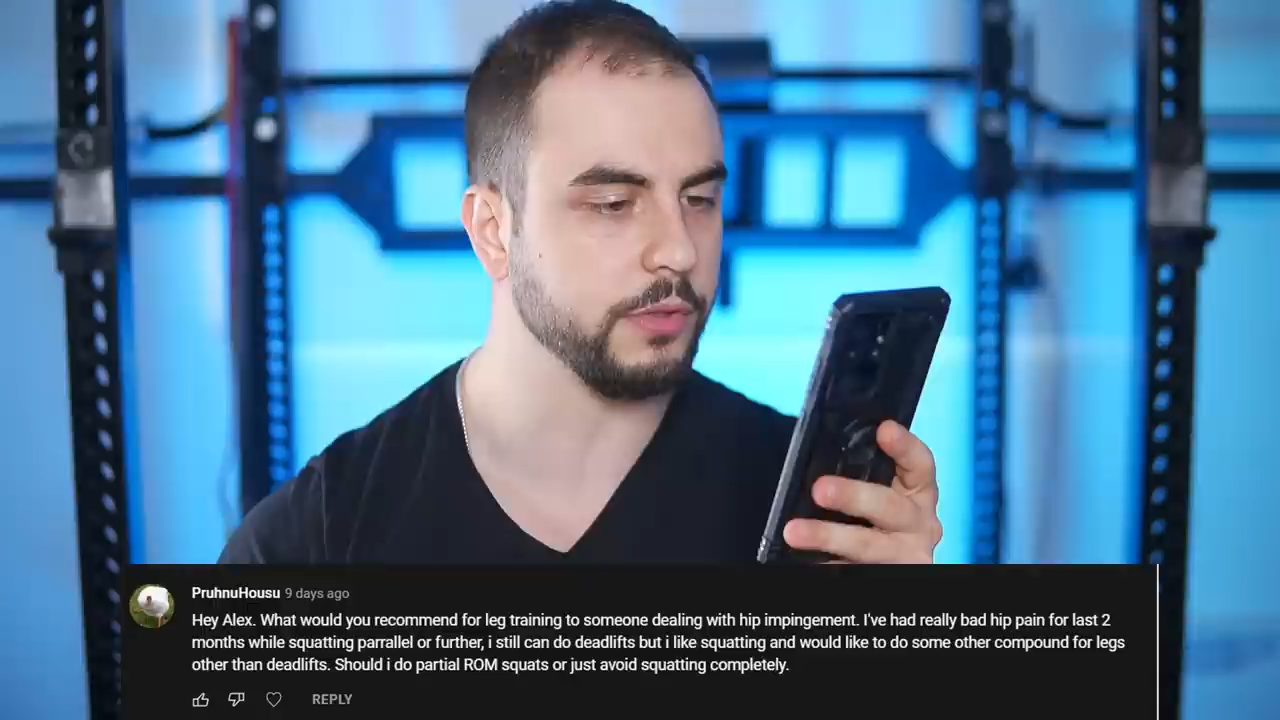 PruhnuHousu 9 days ago
Hey Alex. What would you recommend for leg training to someone dealing with hip impingement. I've had really bad hip pain for last 2
months while squatting parrallel or further, i still can do deadlifts but i like squatting and would like to do some other compound for legs
other than deadlifts. Should i do partial ROM squats or just avoid squatting completely.
REPLY